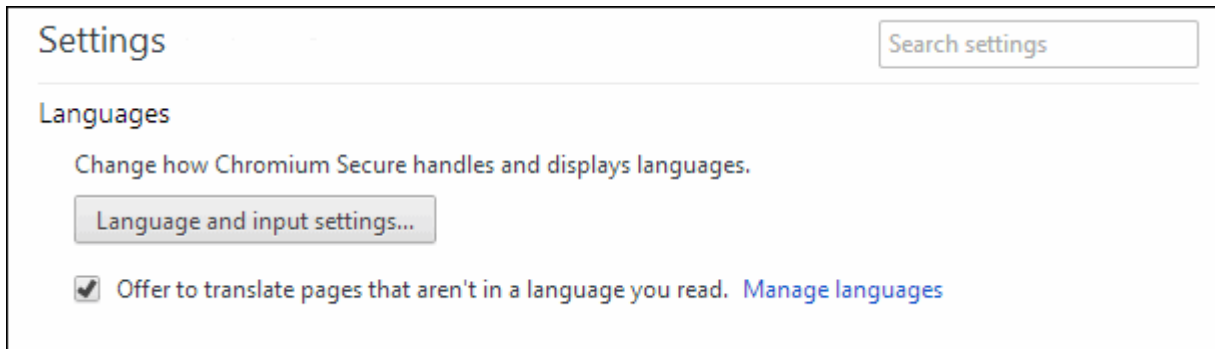 Settings
Search settings
Languages
Change how Chromium Secure handles and displays languages.
Language and input settings...
Offer to translate pages that aren't in a language you read. Manage languages